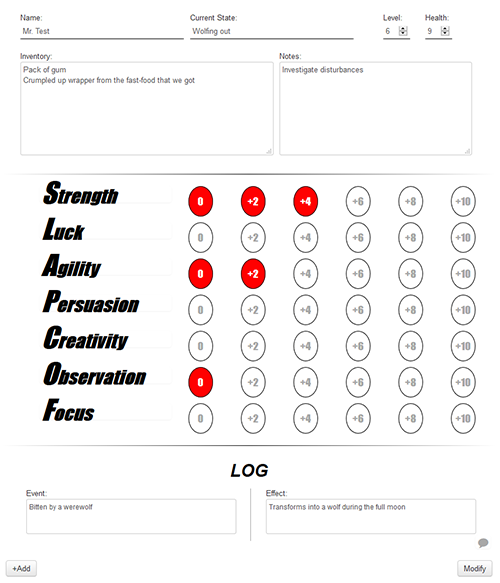 Name: Current State: Level: Health:
Mr. Test Wolfing out 6 9
Inventory: Notes:
Pack of gum Investigate disturbances
Crumpled up wrapper from the fast-food that we got
Strength 0 +2 +4 +6 +8 +10
Luck 0 +2 +4 +6 +8 +10
Agility 0 +2 +4 +6 +8 +10
Persuasion 0 +2 +4 +6 +8 +10
Creativity 0 +2 +4 +6 +8 +10
Observation 0 +2 +4 +6 +8 +10
Focus 0 +2 +4 +6 +8 +10
LOG
Event: Effect:
Bitten by a werewolf Transforms into a wolf during the full moon
+Add Modify